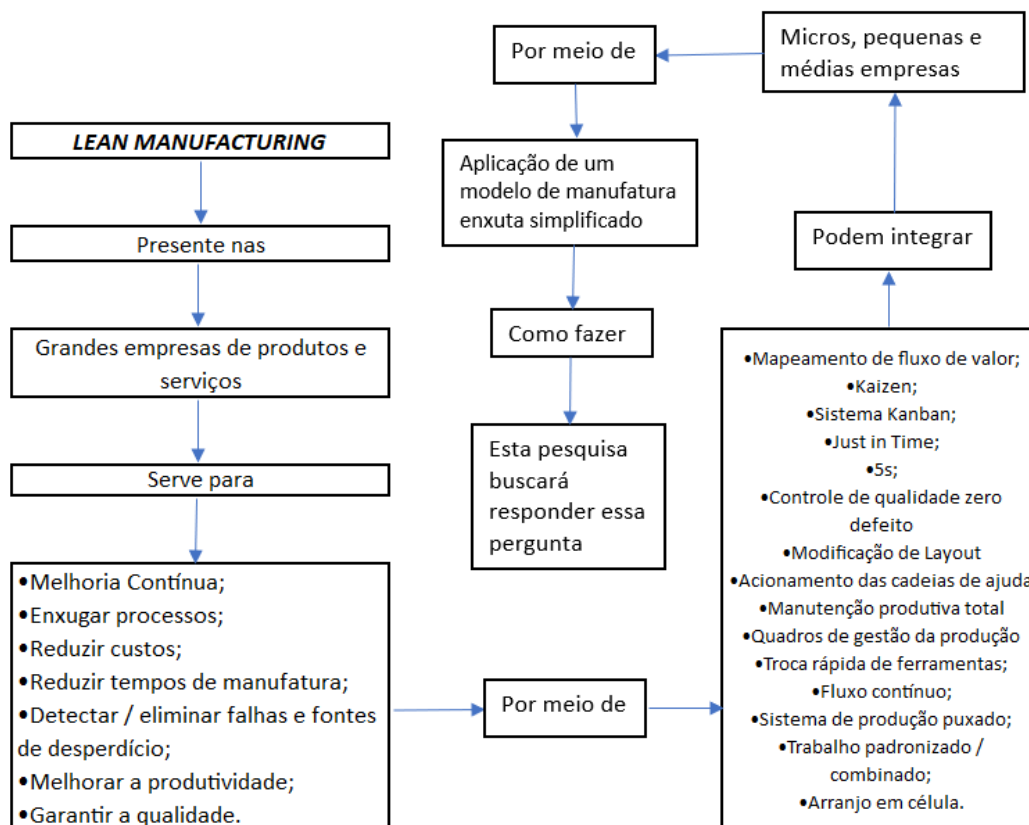 LEAN MANUFACTURING
Presente nas
Grandes empresas de produtos e
serviços
Serve para
•Melhoria Contínua;
•Enxugar processos;
•Reduzir custos;
•Reduzir tempos de manufatura;
•Detectar / eliminar falhas e fontes
de desperdício;
•Melhorar a produtividade;
•Garantir a qualidade.
Por meio de
•Mapeamento de fluxo de valor;
•Kaizen;
•Sistema Kanban;
•Just in Time;
•5s;
•Controle de qualidade zero
defeito
•Modificação de Layout
•Acionamento das cadeias de ajuda
•Manutenção produtiva total
•Quadros de gestão da produção
•Troca rápida de ferramentas;
•Fluxo contínuo;
•Sistema de produção puxado;
•Trabalho padronizado /
combinado;
•Arranjo em célula.
Podem integrar
Micros, pequenas e
médias empresas
Por meio de
Aplicação de um
modelo de manufatura
enxuta simplificado
Como fazer
Esta pesquisa
buscará
responder essa
pergunta